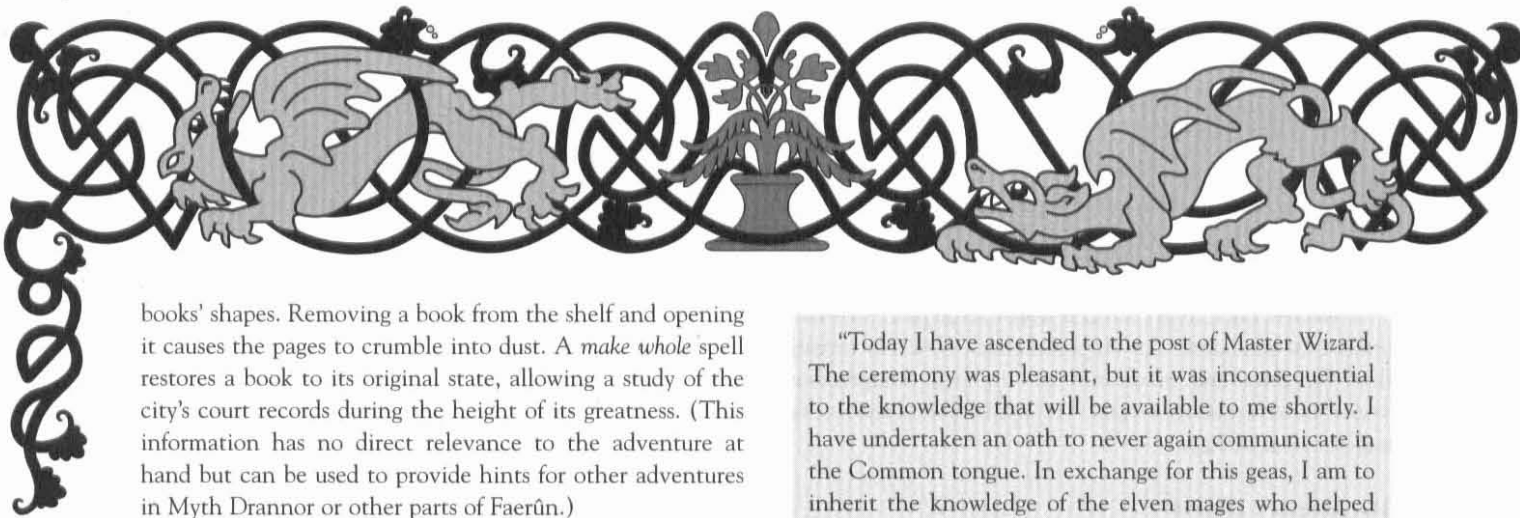 books' shapes. Removing a book from the shelf and opening
it causes the pages to crumble into dust. A make whole spell
restores a book to its original state, allowing a study of the
city's court records during the height of its greatness. (This
information has no direct relevance to the adventure at
hand but can be used to provide hints for other adventures
in Myth Drannor or other parts of Faerûn.)
“Today I have ascended to the post of Master Wizard.
The ceremony was pleasant, but it was inconsequential
to the knowledge that will be available to me shortly. I
have undertaken an oath to never again communicate in
the Common tongue. In exchange for this geas, I am to
inherit the knowledge of the elven mages who helped